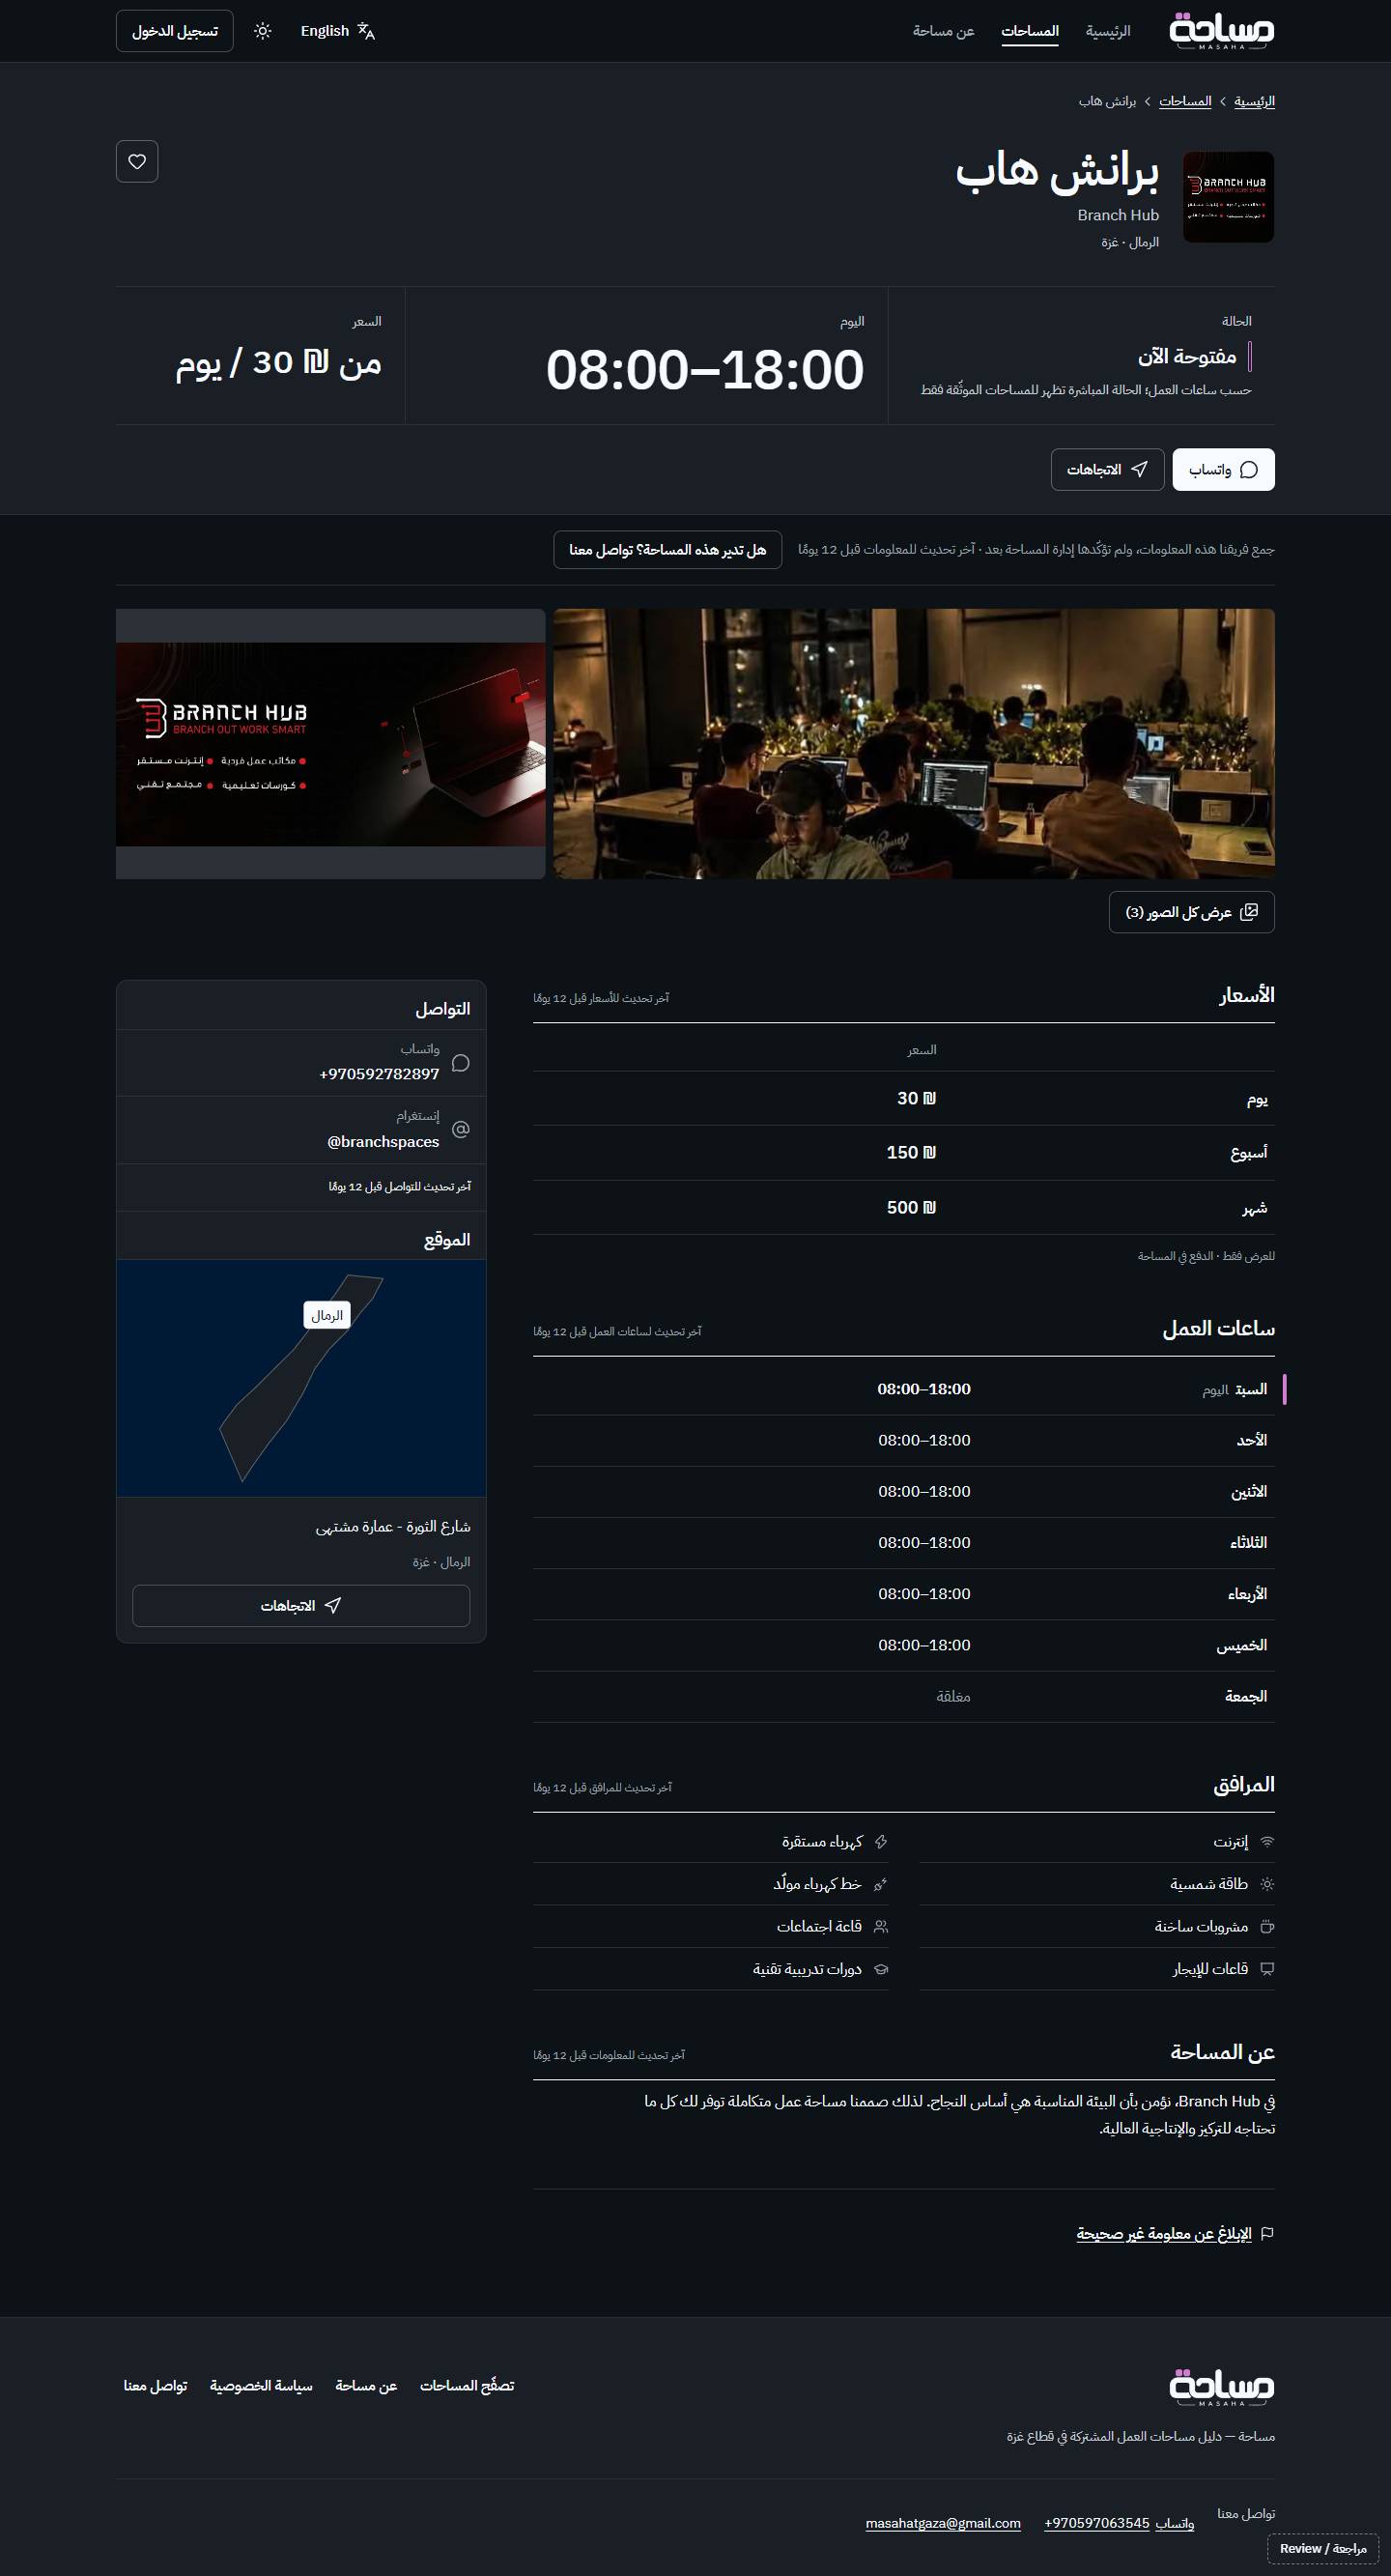 مساحة
MASAHA
الرئيسية
المساحات
عن مساحة
English
تسجيل الدخول
الرئيسية
المساحات
برانش هاب
BRANCH HUB
برانش هاب
Branch Hub
الرمال · غزة
الحالة
مفتوحة الآن
حسب ساعات العمل؛ الحالة المباشرة تظهر للمساحات الموثّقة فقط
اليوم
08:00–18:00
السعر
من ₪ 30 / يوم
واتساب
الاتجاهات
جمع فريقنا هذه المعلومات، ولم تؤكّدها إدارة المساحة بعد · آخر تحديث للمعلومات قبل 12 يومًا
هل تدير هذه المساحة؟ تواصل معنا
BRANCH HUB
BRANCH OUT WORK SMART
مكاتب عمل فردية
إنترنت مستقر
كورسات تعليمية
مجتمع تقني
عرض كل الصور (3)
الأسعار
آخر تحديث للأسعار قبل 12 يومًا
السعر
يوم
₪ 30
أسبوع
₪ 150
شهر
₪ 500
للعرض فقط · الدفع في المساحة
ساعات العمل
آخر تحديث لساعات العمل قبل 12 يومًا
السبت اليوم
08:00–18:00
الأحد
08:00–18:00
الاثنين
08:00–18:00
الثلاثاء
08:00–18:00
الأربعاء
08:00–18:00
الخميس
08:00–18:00
الجمعة
مغلقة
المرافق
آخر تحديث للمرافق قبل 12 يومًا
إنترنت
كهرباء مستقرة
طاقة شمسية
خط كهرباء مولّد
مشروبات ساخنة
قاعة اجتماعات
قاعات للإيجار
دورات تدريبية تقنية
عن المساحة
آخر تحديث للمعلومات قبل 12 يومًا
في Branch Hub، نؤمن بأن البيئة المناسبة هي أساس النجاح. لذلك صممنا مساحة عمل متكاملة توفر لك كل ما
تحتاجه للتركيز والإنتاجية العالية.
الإبلاغ عن معلومة غير صحيحة
التواصل
واتساب
+970592782897
إنستغرام
@branchspaces
آخر تحديث للتواصل قبل 12 يومًا
الموقع
الرمال
شارع الثورة - عمارة مشتهى
الرمال · غزة
الاتجاهات
مساحة
MASAHA
مساحة — دليل مساحات العمل المشتركة في قطاع غزة
تصفّح المساحات
عن مساحة
سياسة الخصوصية
تواصل معنا
تواصل معنا
واتساب +970597063545
masahatgaza@gmail.com
مراجعة / Review